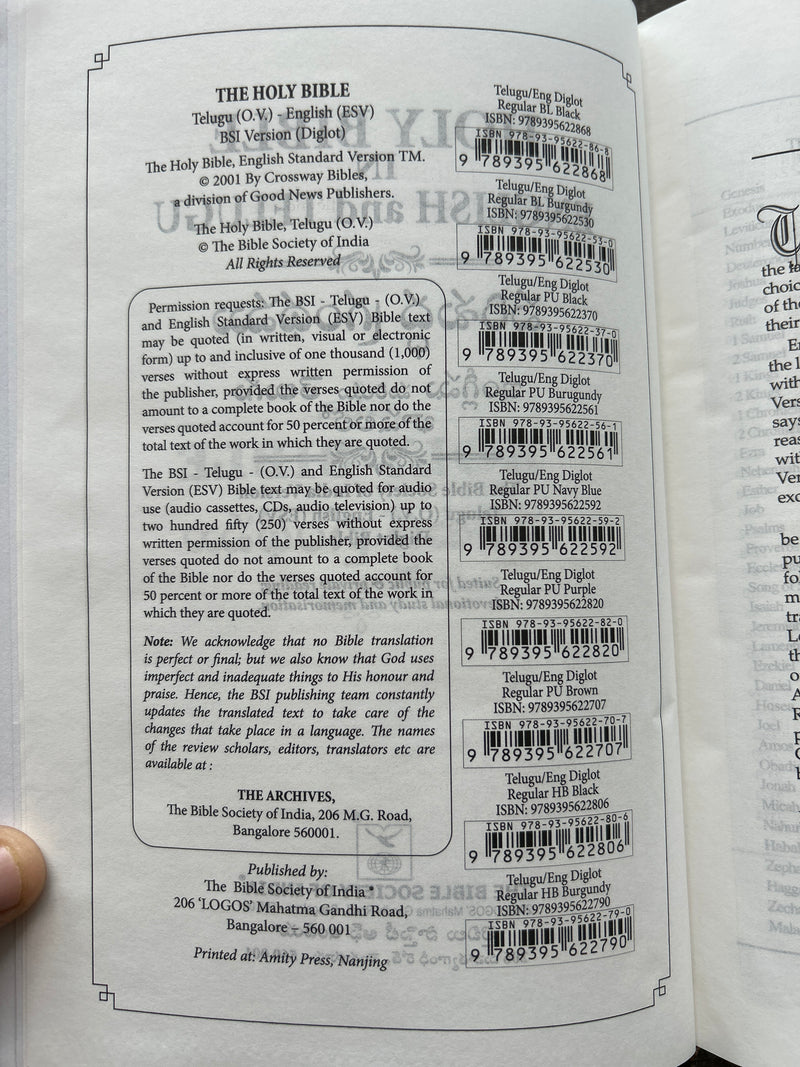 THE HOLY BIBLE
Telugu (O.V.) - English (ESV)
BSI Version (Diglot)
The Holy Bible, English Standard Version TM.
© 2001 By Crossway Bibles,
a division of Good News Publishers.
The Holy Bible, Telugu (O.V.)
© The Bible Society of India
All Rights Reserved
Permission requests: The BSI - Telugu - (O.V.)
and English Standard Version (ESV) Bible text
may be quoted (in written, visual or electronic
form) up to and inclusive of one thousand (1,000)
verses without express written permission of
the publisher, provided the verses quoted do not
amount to a complete book of the Bible nor do the
verses quoted account for 50 percent or more of the
total text of the work in which they are quoted.
The BSI - Telugu - (O.V.) and English Standard
Version (ESV) Bible text may be quoted for audio
use (audio cassettes, CDs, audio television) up to
two hundred fifty (250) verses without express
written permission of the publisher, provided the
verses quoted do not amount to a complete book
of the Bible nor do the verses quoted account for
50 percent or more of the total text of the work in
which they are quoted.
Note: We acknowledge that no Bible translation
is perfect or final; but we also know that God uses
imperfect and inadequate things to His honour and
praise. Hence, the BSI publishing team constantly
updates the translated text to take care of the
changes that take place in a language. The names
of the review scholars, editors, translators etc are
available at :
THE ARCHIVES,
The Bible Society of India, 206 M.G. Road,
Bangalore 560001.
Published by:
The Bible Society of India
206 'LOGOS' Mahatma Gandhi Road,
Bangalore – 560 001
Printed at: Amity Press, Nanjing
Telugu/Eng Diglot
Regular BL Black
ISBN: 9789395622868
ISBN 978-93-95622-86-8
9 789395 622868
Telugu/Eng Diglot
Regular BL Burgundy
ISBN: 9789395622530
ISBN 978-93-95622-53-0
9 789395 622530
Telugu/Eng Diglot
Regular PU Black
ISBN: 9789395622370
ISBN 978-93-95622-37-0
9 789395 622370
Telugu/Eng Diglot
Regular PU Burugundy
ISBN: 9789395622561
ISBN 978-93-95622-56-1
9 789395 622561
Telugu/Eng Diglot
Regular PU Navy Blue
ISBN: 9789395622592
ISBN 978-93-95622-59-2
9 789395 622592
Telugu/Eng Diglot
Regular PU Purple
ISBN: 9789395622820
ISBN 978-93-95622-82-0
9 789395 622820
Telugu/Eng Diglot
Regular PU Brown
ISBN: 9789395622707
ISBN 978-93-95622-70-7
9 789395 622707
Telugu/Eng Diglot
Regular HB Black
ISBN: 9789395622806
ISBN 978-93-95622-80-6
9 789395 622806
Telugu/Eng Diglot
Regular HB Burgundy
ISBN: 9789395622790
ISBN 978-93-95622-79-0
9 789395 622790